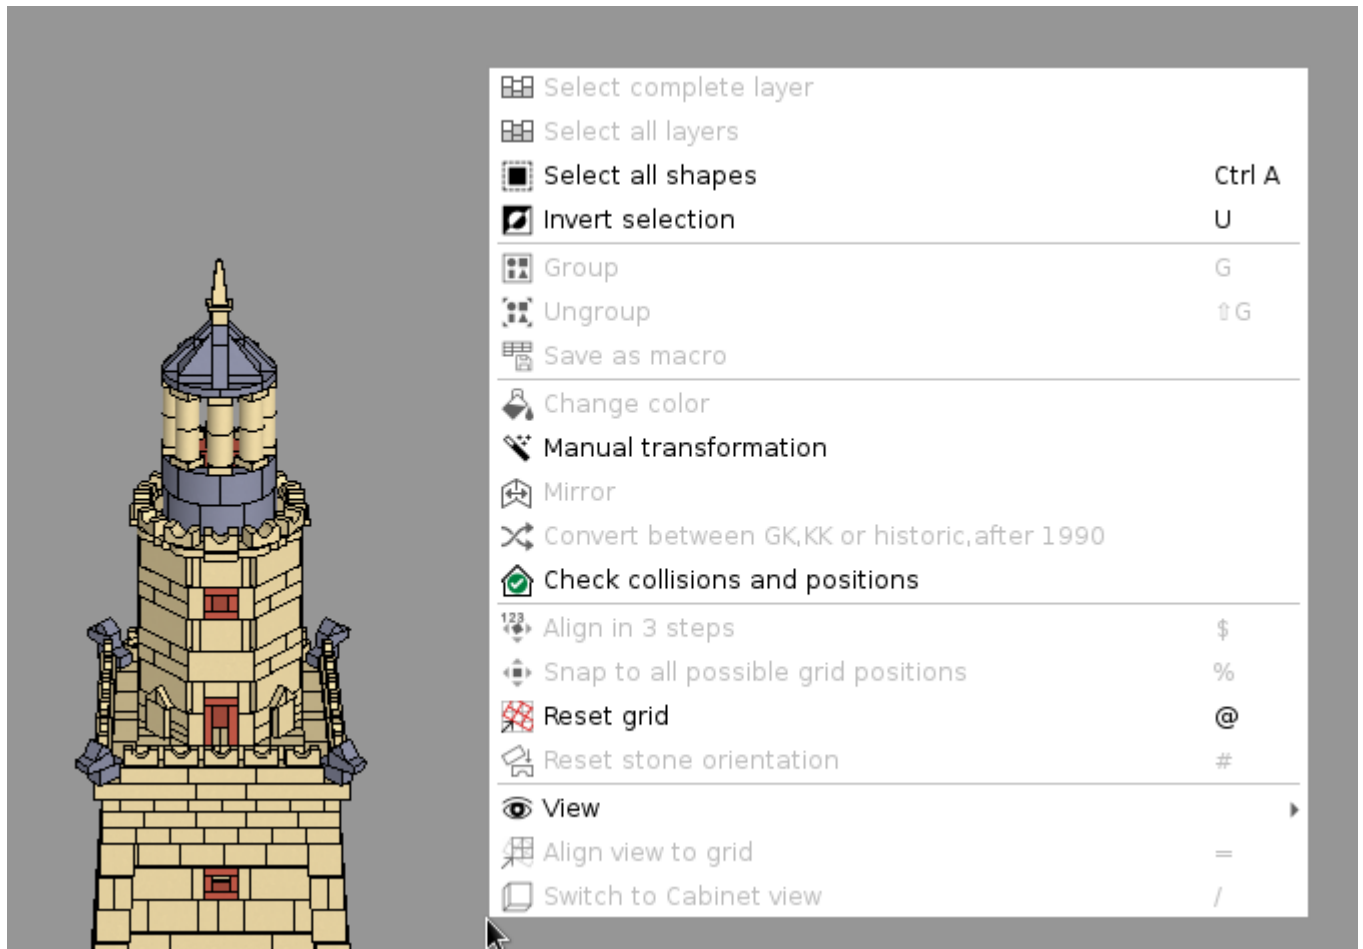 Select complete layer
Select all layers
Select all shapes Ctrl A
Invert selection U
Group G
Ungroup ⇧G
Save as macro
Change color
Manual transformation
Mirror
Convert between GK,KK or historic,after 1990
Check collisions and positions
123
Align in 3 steps $
Snap to all possible grid positions %
Reset grid @
Reset stone orientation #
View
Align view to grid =
Switch to Cabinet view /